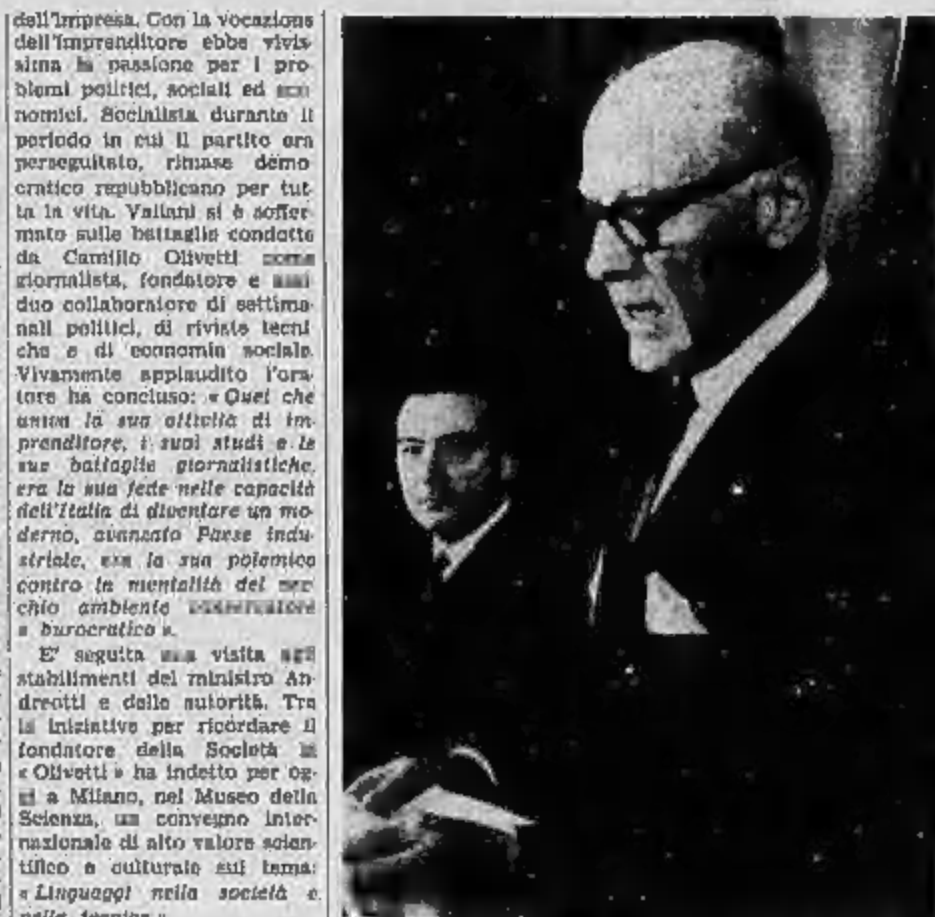 dell'impresa. Con la vocazione
dell'imprenditore ebbe vivis-
sima la passione per i pro-
blemi politici, sociali ed eco-
nomici. Socialista durante il
periodo in cui il partito era
perseguitato, rimase demo-
cratico repubblicano per tut-
ta la vita. Valiani si è soffer-
mato sulle battaglie condotte
da Camillo Olivetti come
giornalista, fondatore e assi-
duo collaboratore di settima-
nali politici, di riviste tecni-
che e di economia sociale.
Vivamente applaudito l'ora-
tore ha concluso: « Quel che
univa la sua attività di im-
prenditore, i suoi studi e le
sue battaglie giornalistiche,
era la sua fede nelle capacità
dell'Italia di diventare un mo-
derno, avanzato Paese indu-
striale, era la sua polemica
contro la mentalità del vec-
chio ambiente conservatore
e burocratico ».
E' seguita una visita agli
stabilimenti del ministro An-
dreotti e delle autorità. Tra
le iniziative per ricordare il
fondatore della Società la
« Olivetti » ha indetto per og-
gi a Milano, nel Museo della
Scienza, un convegno inter-
nazionale di alto valore scien-
tifico e culturale sul tema:
« Linguaggi nella società e
nella tecnica ».